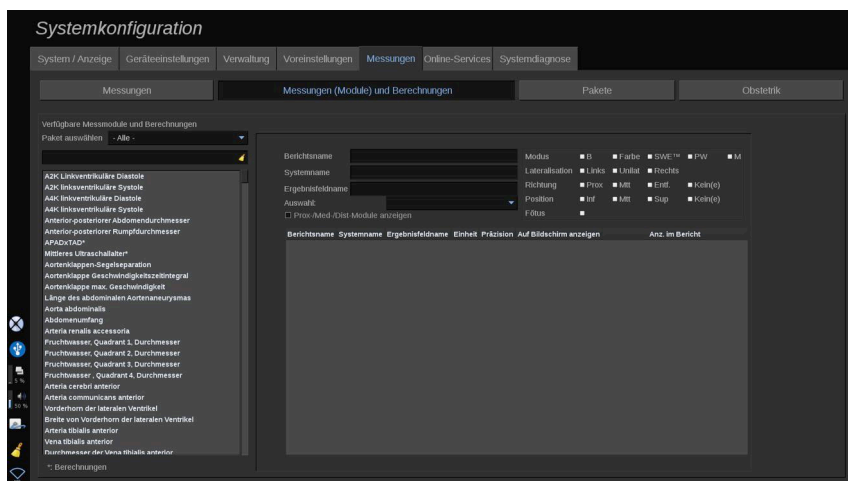 Systemkonfiguration
System / Anzeige Geräteeinstellungen Verwaltung Voreinstellungen Messungen Online-Services Systemdiagnose
Messungen Messungen (Module) und Berechnungen Pakete Obstetrik
Verfügbare Messmodule und Berechnungen
Paket auswählen - Alle -
A2K Linkventrikuläre Diastole
A2K linksventrikuläre Systole
A4K linkventrikuläre Diastole
A4K linksventrikuläre Systole
Anterior-posteriorer Abdomendurchmesser
Anterior-posteriorer Rumpfdurchmesser
APADxTAD*
Mittleres Ultraschallalter*
Aortenklappen-Segelseparation
Aortenklappe Geschwindigkeitszeitintegral
Aortenklappe max. Geschwindigkeit
Länge des abdominalen Aortenaneurysmas
Aorta abdominalis
Abdomenumfang
Arteria renalis accessoria
Fruchtwasser, Quadrant 1, Durchmesser
Fruchtwasser, Quadrant 2, Durchmesser
Fruchtwasser, Quadrant 3, Durchmesser
Fruchtwasser , Quadrant 4, Durchmesser
Arteria cerebri anterior
Arteria communicans anterior
Vorderhorn der lateralen Ventrikel
Breite von Vorderhorn der lateralen Ventrikel
Arteria tibialis anterior
Vena tibialis anterior
Durchmesser der Vena tibialis anterior
*: Berechnungen
Berichtsname
Systemname
Ergebnisfeldname
Auswahl:
Prox-/Med-/Dist-Module anzeigen
Modus B Farbe SWE™ PW M
Lateralisation Links Unilat Rechts
Richtung Prox Mtt Entf. Kein(e)
Position Inf Mtt Sup Kein(e)
Fötus
Berichtsname Systemname Ergebnisfeldname Einheit Präzision Auf Bildschirm anzeigen Anz. im Bericht
5 %
50 %